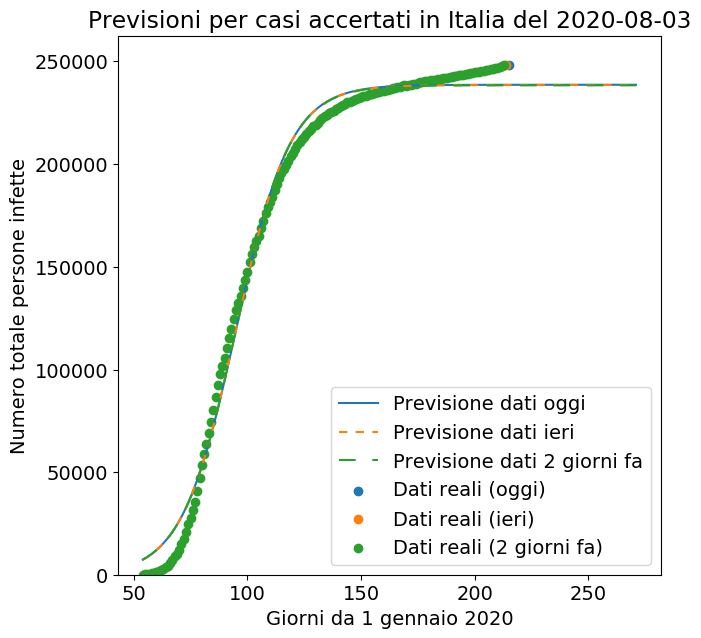 Previsioni per casi accertati in Italia del 2020-08-03
Numero totale persone infette
250000
200000
150000
100000
50000
0
50
100
150
200
250
Giorni da 1 gennaio 2020
Previsione dati oggi
Previsione dati ieri
Previsione dati 2 giorni fa
Dati reali (oggi)
Dati reali (ieri)
Dati reali (2 giorni fa)